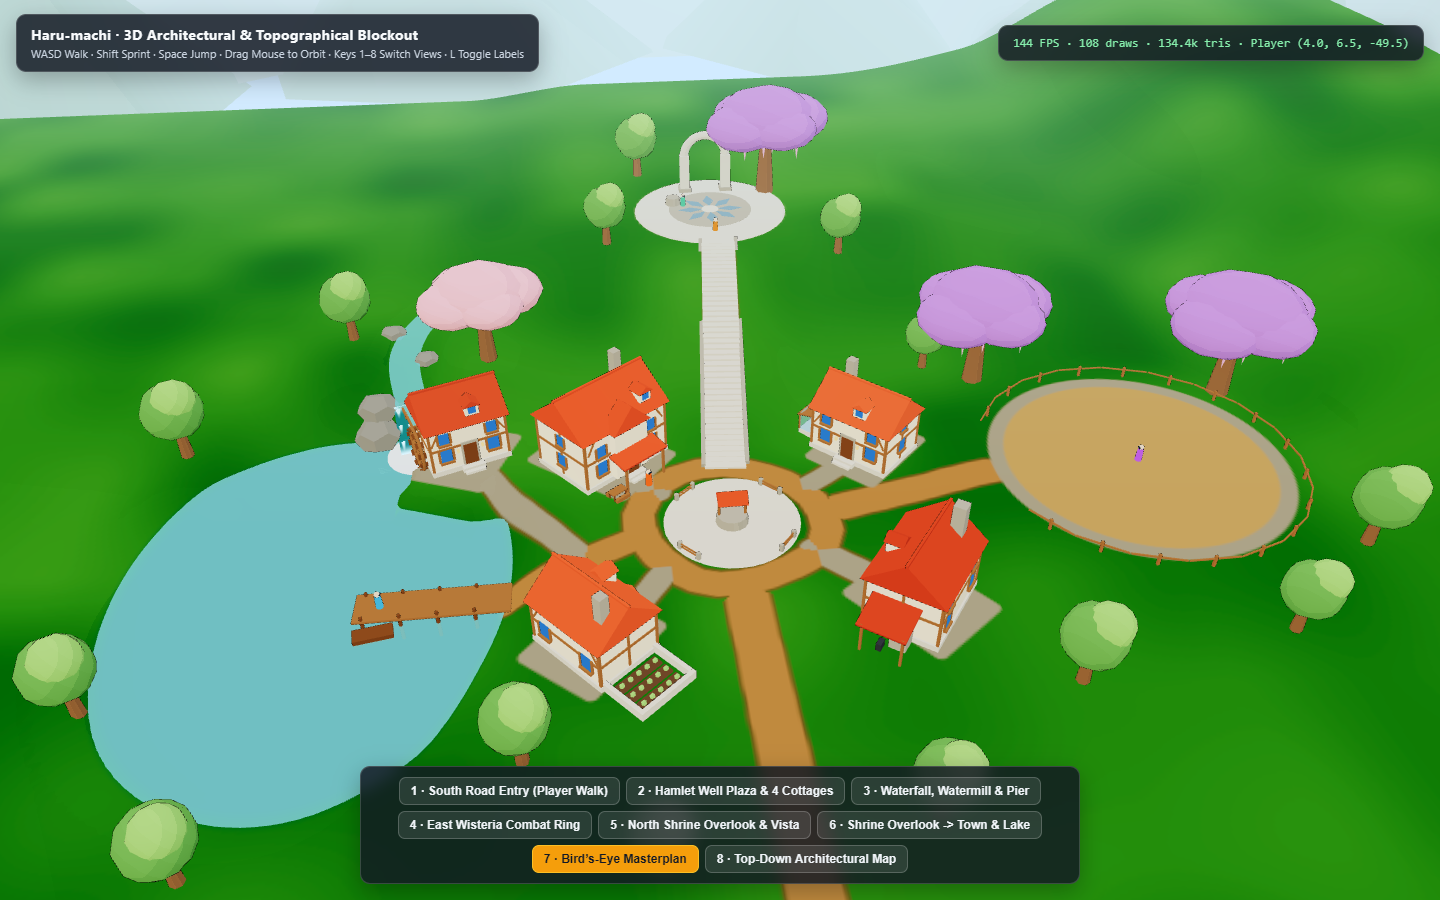 Haru-machi · 3D Architectural & Topographical Blockout
WASD Walk · Shift Sprint · Space Jump · Drag Mouse to Orbit · Keys 1–8 Switch Views · L Toggle Labels
144 FPS · 108 draws · 134.4k tris · Player (4.0, 6.5, -49.5)
1 · South Road Entry (Player Walk)
2 · Hamlet Well Plaza & 4 Cottages
3 · Waterfall, Watermill & Pier
4 · East Wisteria Combat Ring
5 · North Shrine Overlook & Vista
6 · Shrine Overlook -> Town & Lake
7 · Bird's-Eye Masterplan
8 · Top-Down Architectural Map